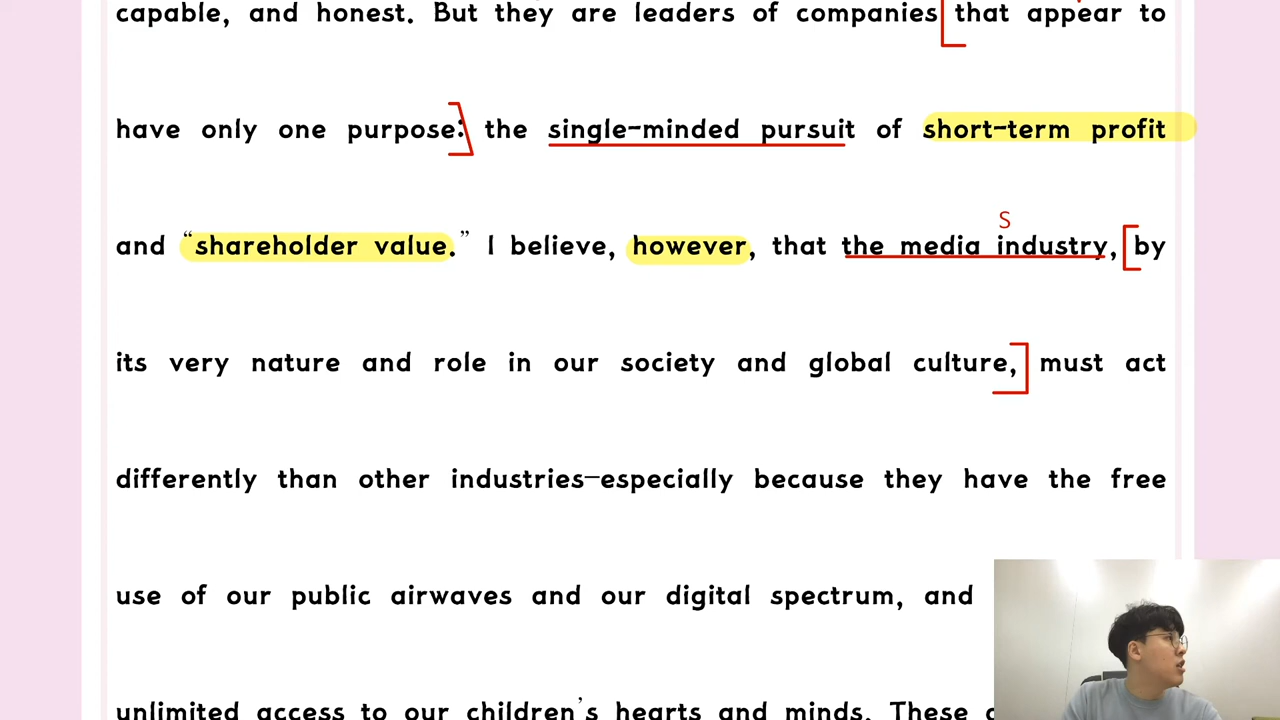 capable, and honest. But they are leaders of companies that appear to
have only one purpose: the single-minded pursuit of short-term profit
S
and “shareholder value.” I believe, however, that the media industry, by
its very nature and role in our society and global culture, must act
differently than other industries—especially because they have the free
use of our public airwaves and our digital spectrum, and
unlimited access to our children’s hearts and minds. These